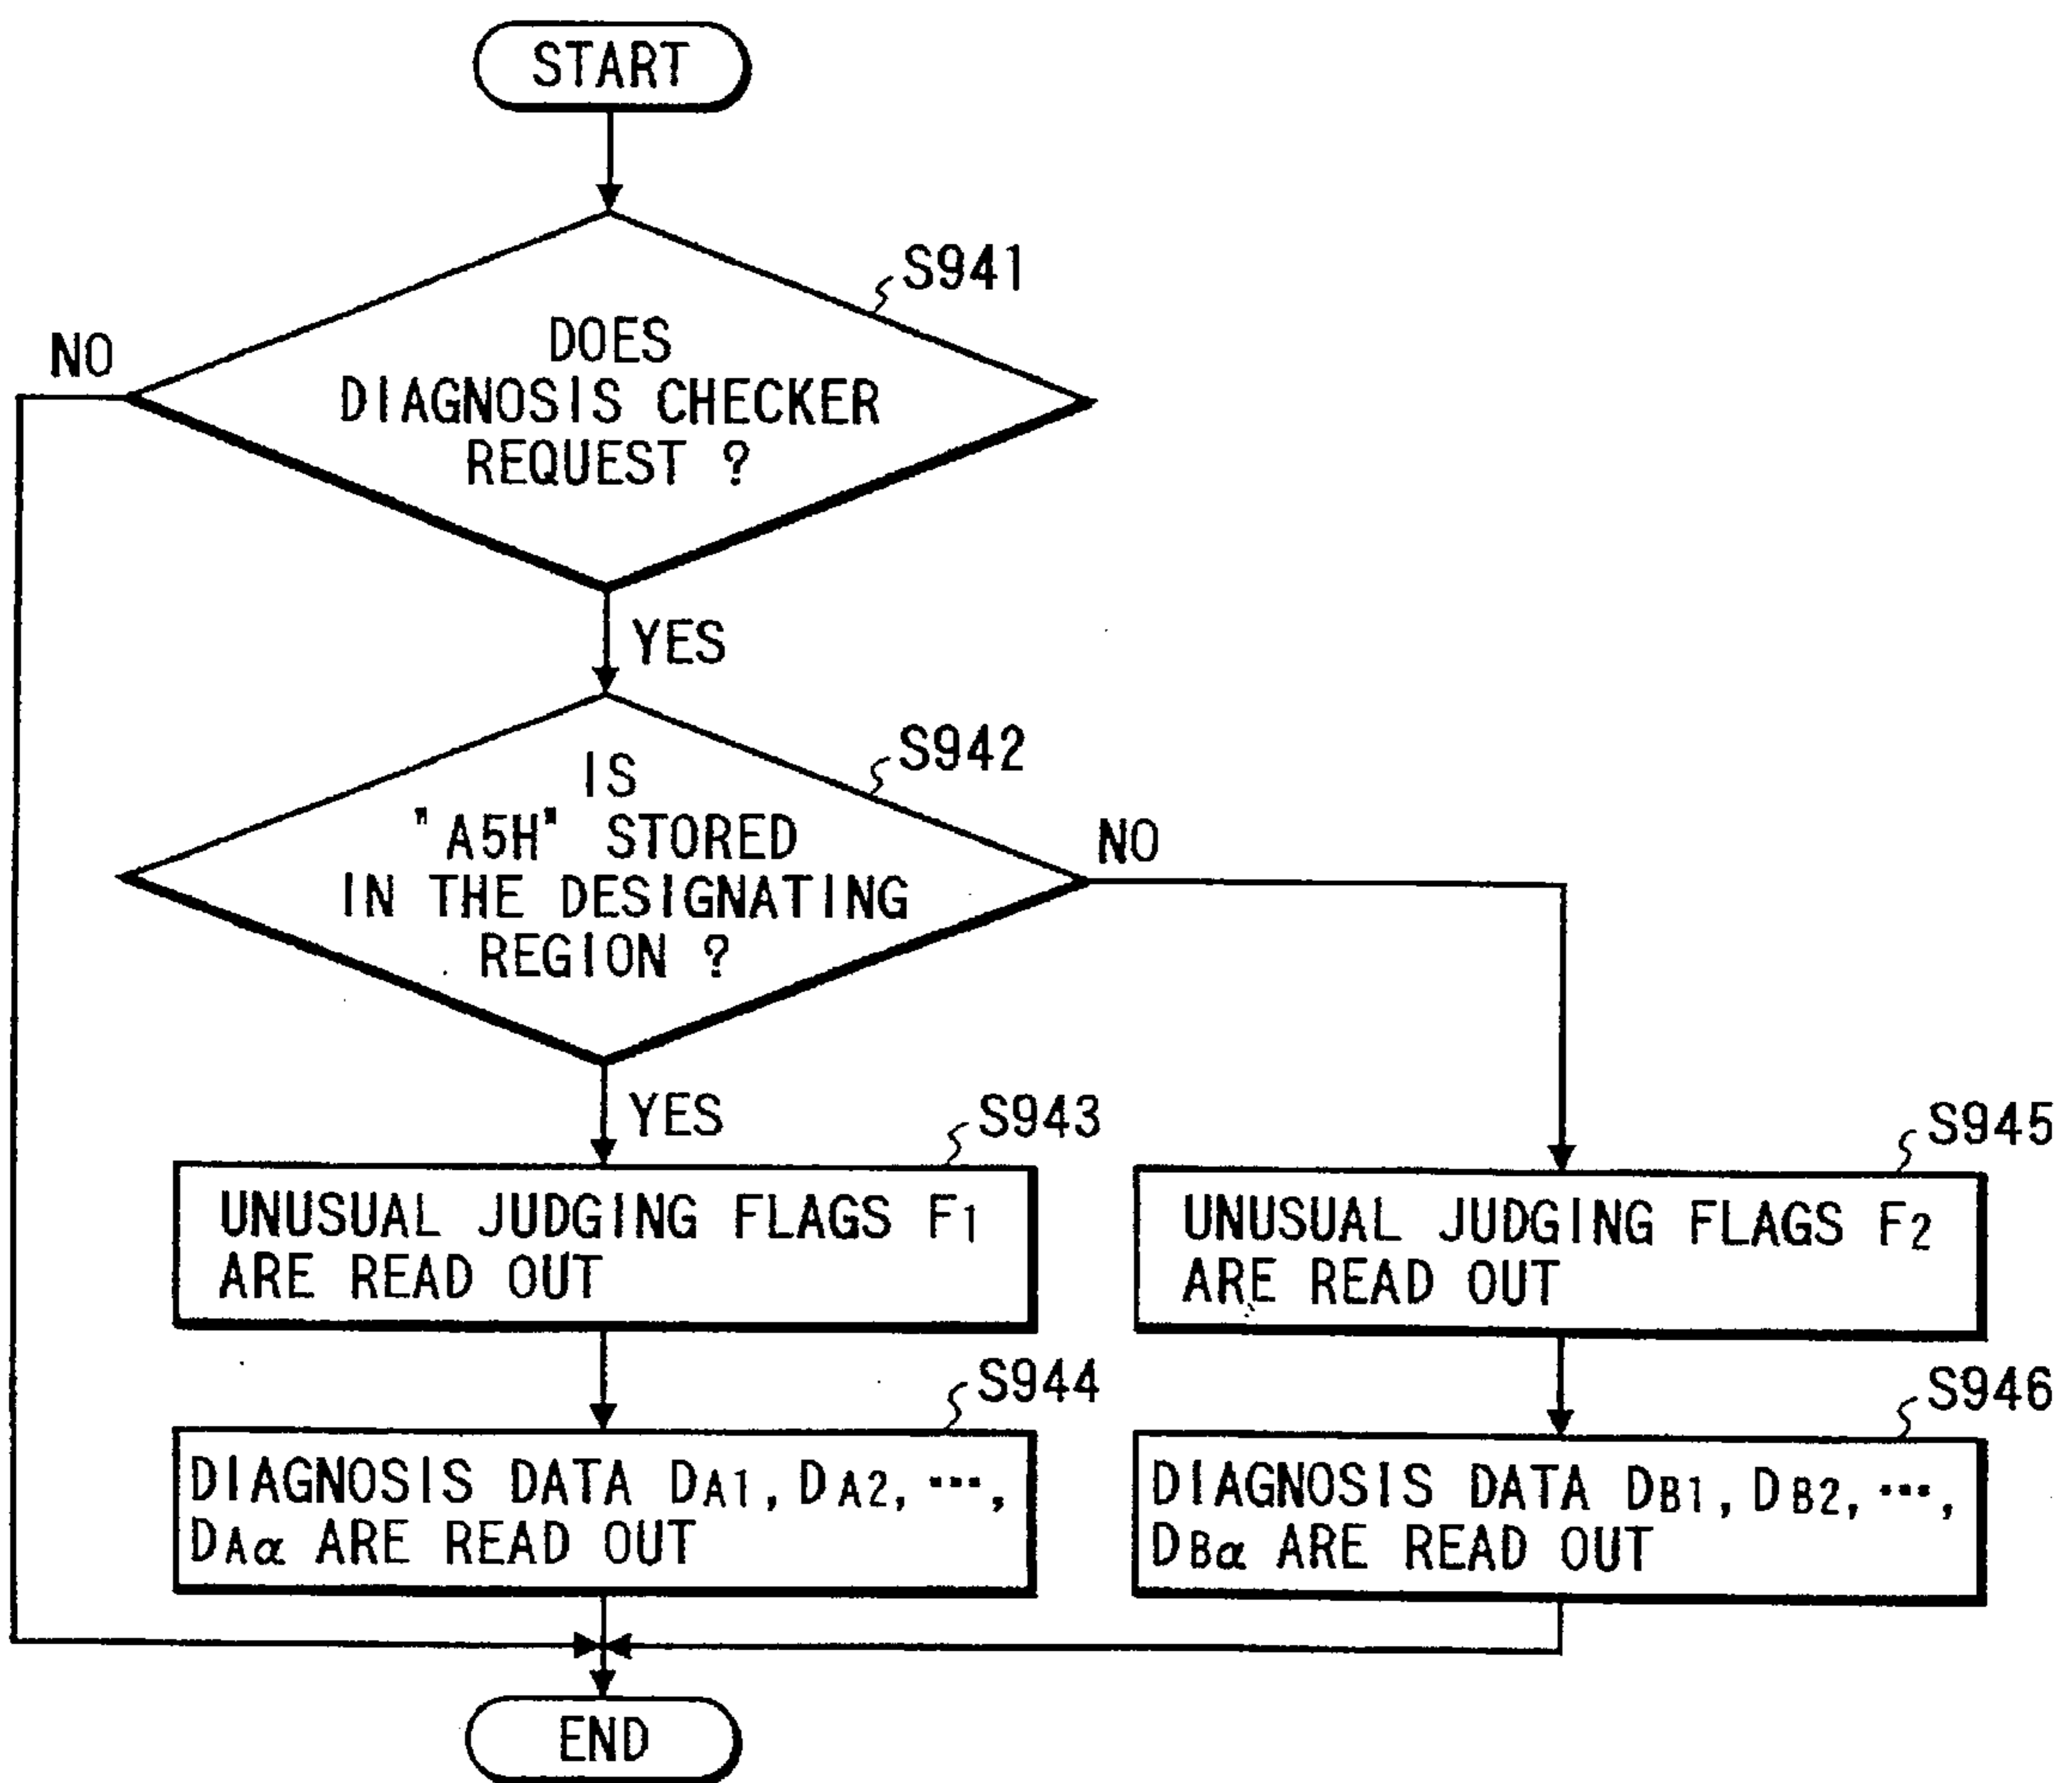 START
S941
NO
DOES
DIAGNOSIS CHECKER
REQUEST ?
YES
S942
IS
"A5H" STORED
IN THE DESIGNATING
REGION ?
NO
YES
S943
UNUSUAL JUDGING FLAGS F1
ARE READ OUT
S945
UNUSUAL JUDGING FLAGS F2
ARE READ OUT
S944
DIAGNOSIS DATA DA1, DA2, ···,
DAα ARE READ OUT
S946
DIAGNOSIS DATA DB1, DB2, ···,
DBα ARE READ OUT
END